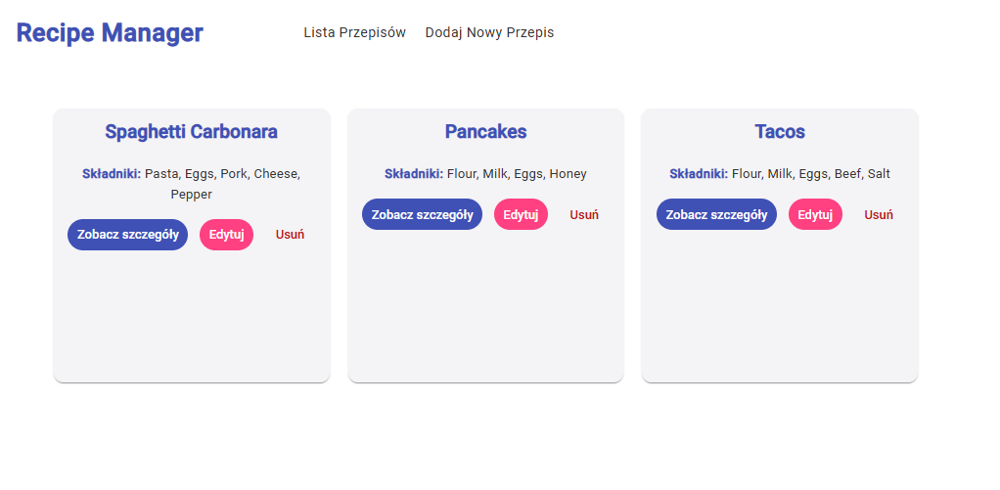 Recipe Manager
Lista Przepisów Dodaj Nowy Przepis
Spaghetti Carbonara
Składniki: Pasta, Eggs, Pork, Cheese,
Pepper
Zobacz szczegóły Edytuj Usuń
Pancakes
Składniki: Flour, Milk, Eggs, Honey
Zobacz szczegóły Edytuj Usuń
Tacos
Składniki: Flour, Milk, Eggs, Beef, Salt
Zobacz szczegóły Edytuj Usuń